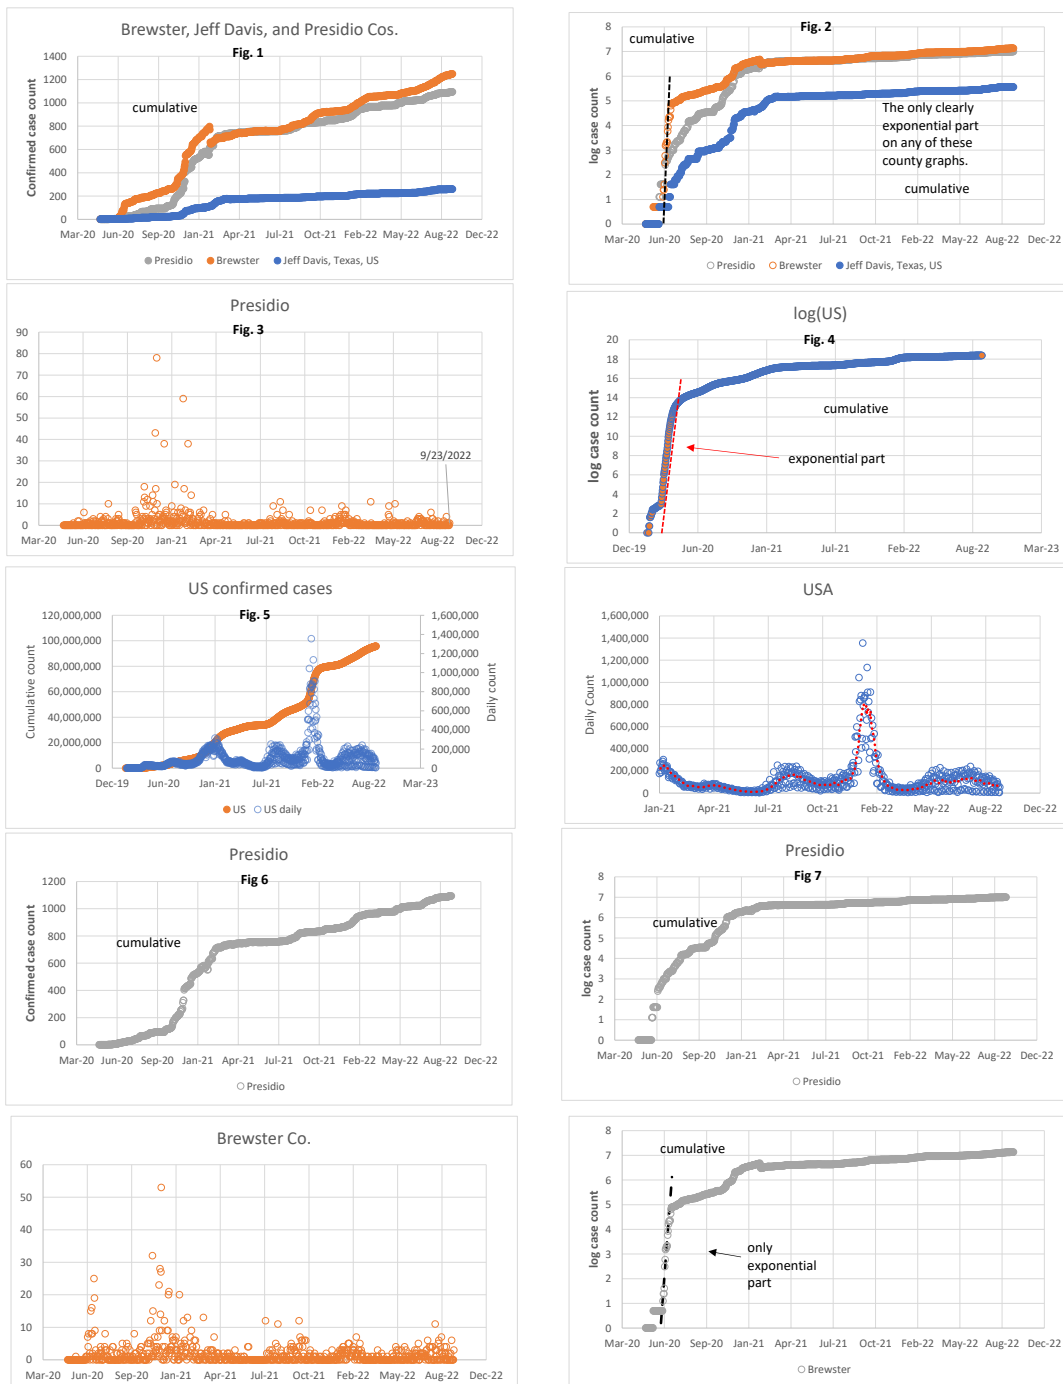 Brewster, Jeff Davis, and Presidio Cos.
Fig. 1
cumulative
Confirmed case count
1400
1200
1000
800
600
400
200
0
Mar-20 Jun-20 Sep-20 Jan-21 Apr-21 Jul-21 Oct-21 Feb-22 May-22 Aug-22 Dec-22
Presidio Brewster Jeff Davis, Texas, US
Fig. 2
cumulative
log case count
8
7
6
5
4
3
2
1
0
The only clearly
exponential part
on any of these
county graphs.
cumulative
Mar-20 Jun-20 Sep-20 Jan-21 Apr-21 Jul-21 Oct-21 Feb-22 May-22 Aug-22 Dec-22
Presidio Brewster Jeff Davis, Texas, US
Presidio
Fig. 3
90
80
70
60
50
40
30
20
10
0
9/23/2022
Mar-20 Jun-20 Sep-20 Jan-21 Apr-21 Jul-21 Oct-21 Feb-22 May-22 Aug-22 Dec-22
log(US)
Fig. 4
log case count
20
18
16
14
12
10
8
6
4
2
0
cumulative
exponential part
Dec-19 Jun-20 Jan-21 Jul-21 Feb-22 Aug-22 Mar-23
US confirmed cases
Fig. 5
Cumulative count
120,000,000
100,000,000
80,000,000
60,000,000
40,000,000
20,000,000
0
1,600,000
1,400,000
1,200,000
1,000,000
800,000
600,000
400,000
200,000
0
Daily count
Dec-19 Jun-20 Jan-21 Jul-21 Feb-22 Aug-22 Mar-23
US US daily
USA
Daily Count
1,600,000
1,400,000
1,200,000
1,000,000
800,000
600,000
400,000
200,000
0
Jan-21 Apr-21 Jul-21 Oct-21 Feb-22 May-22 Aug-22 Dec-22
Presidio
Fig 6
cumulative
Confirmed case count
1200
1000
800
600
400
200
0
Mar-20 Jun-20 Sep-20 Jan-21 Apr-21 Jul-21 Oct-21 Feb-22 May-22 Aug-22 Dec-22
Presidio
Presidio
Fig 7
cumulative
log case count
8
7
6
5
4
3
2
1
0
Mar-20 Jun-20 Sep-20 Jan-21 Apr-21 Jul-21 Oct-21 Feb-22 May-22 Aug-22 Dec-22
Presidio
Brewster Co.
60
50
40
30
20
10
0
Mar-20 Jun-20 Sep-20 Jan-21 Apr-21 Jul-21 Oct-21 Feb-22 May-22 Aug-22 Dec-22
cumulative
log case count
8
7
6
5
4
3
2
1
0
only
exponential
part
Mar-20 Jun-20 Sep-20 Jan-21 Apr-21 Jul-21 Oct-21 Feb-22 May-22 Aug-22 Dec-22
Brewster